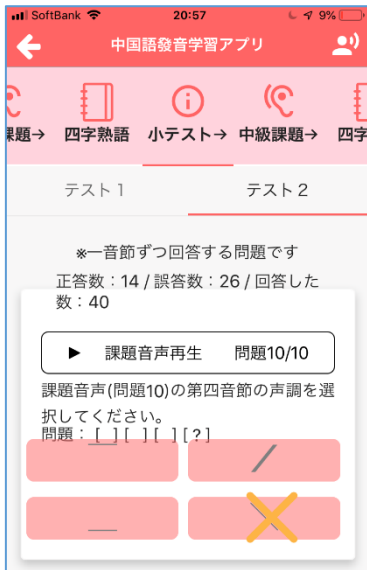 SoftBank 20:57 9%
中国語發音学習アプリ
課題→ 四字熟語 小テスト→ 中級課題→ 四字
テスト1 テスト2
※一音節ずつ回答する問題です
正答数：14 / 誤答数：26 / 回答した
数：40
▶ 課題音声再生 問題10/10
課題音声(問題10)の第四音節の声調を選
択してください。
問題： [ _ ][ ][ ][ ? ]